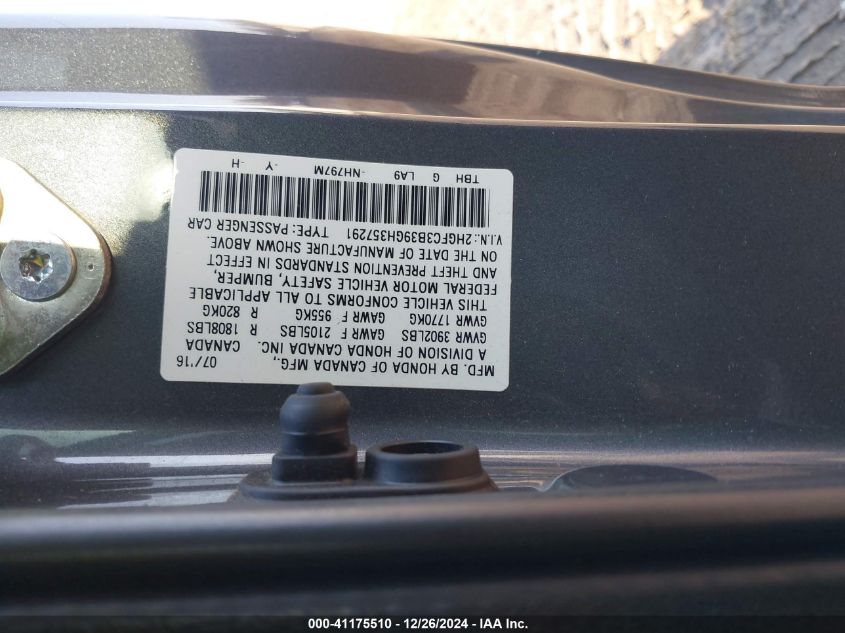 MFD. BY HONDA OF CANADA MFG., 07/'16
A DIVISION OF HONDA CANADA INC. CANADA
GVWR 3902LBS GAWR F 2105LBS R 1808LBS
GVWR 1770KG GAWR F 955KG R 820KG
THIS VEHICLE CONFORMS TO ALL APPLICABLE
FEDERAL MOTOR VEHICLE SAFETY, BUMPER,
AND THEFT PREVENTION STANDARDS IN EFFECT
ON THE DATE OF MANUFACTURE SHOWN ABOVE.
V.I.N.: 2HGFC3B39GH357291 TYPE: PASSENGER CAR
TBH G LA9 -NH797M -Y -H
000-41175510 - 12/26/2024 - IAA Inc.